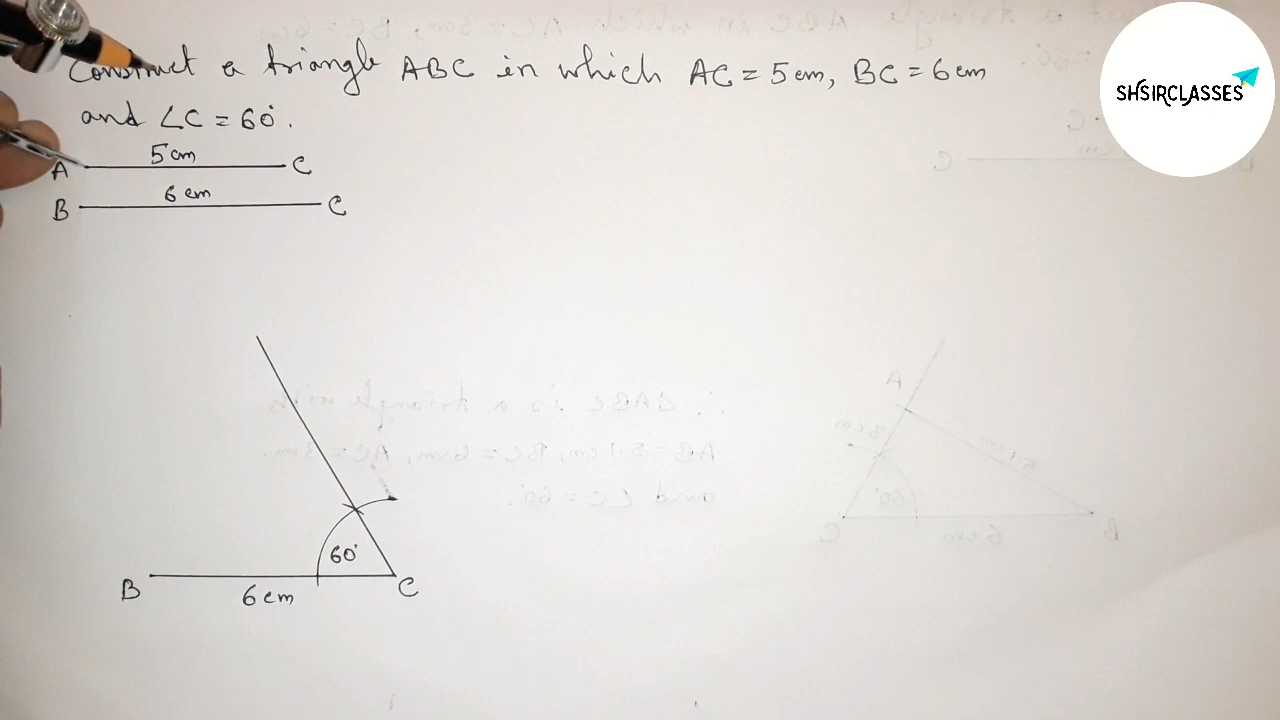 Construct a triangle ABC in which AC = 5 cm, BC = 6 cm
and ∠C = 60°.
5 cm
A C
6 cm
B C
60°
B C
6 cm
SHSIRCLASSES